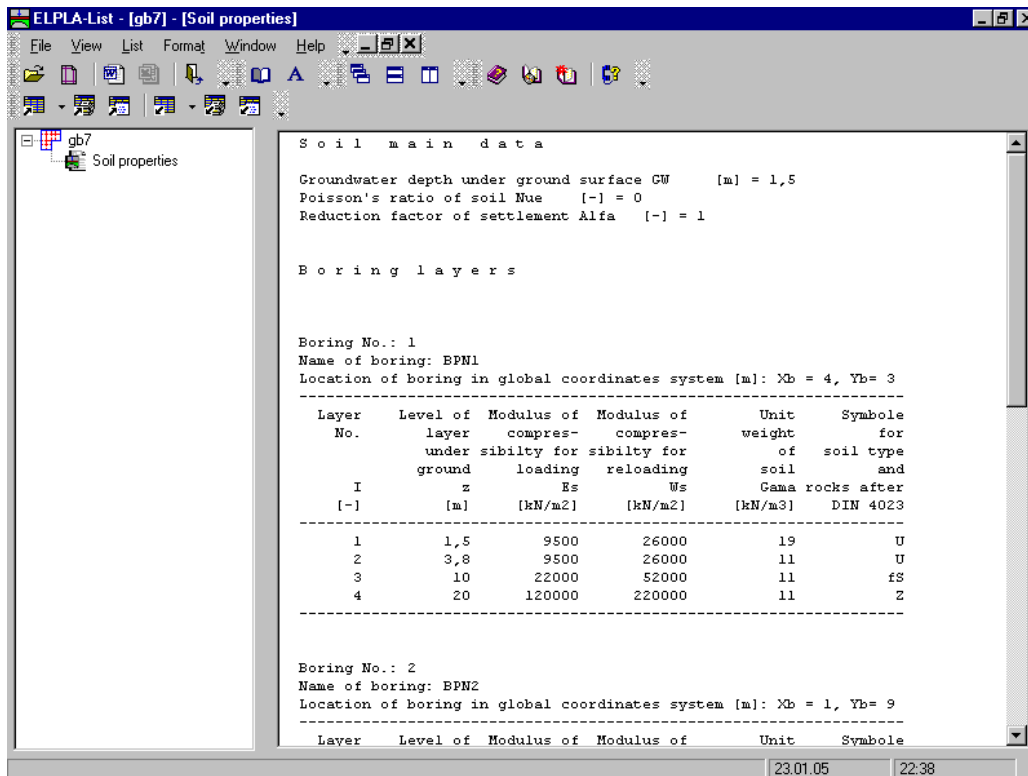 ELPLA-List - [gb7] - [Soil properties]
File View List Format Window Help
gb7
Soil properties
S o i l  m a i n  d a t a
Groundwater depth under ground surface GW [m] = 1,5
Poisson's ratio of soil Nue [-] = 0
Reduction factor of settlement Alfa [-] = 1
B o r i n g  l a y e r s
Boring No.: 1
Name of boring: BPN1
Location of boring in global coordinates system [m]: Xb = 4, Yb= 3
--------------------------------------------------------------------
Layer Level of Modulus of Modulus of Unit Symbole
No. layer compres- compres- weight for
under sibilty for sibilty for of soil type
ground loading reloading soil and
I z Es Ws Gama rocks after
[-] [m] [kN/m2] [kN/m2] [kN/m3] DIN 4023
--------------------------------------------------------------------
1 1,5 9500 26000 19 U
2 3,8 9500 26000 11 U
3 10 22000 52000 11 fS
4 20 120000 220000 11 Z
--------------------------------------------------------------------
Boring No.: 2
Name of boring: BPN2
Location of boring in global coordinates system [m]: Xb = 1, Yb= 9
--------------------------------------------------------------------
Layer Level of Modulus of Modulus of Unit Symbole
23.01.05 22:38